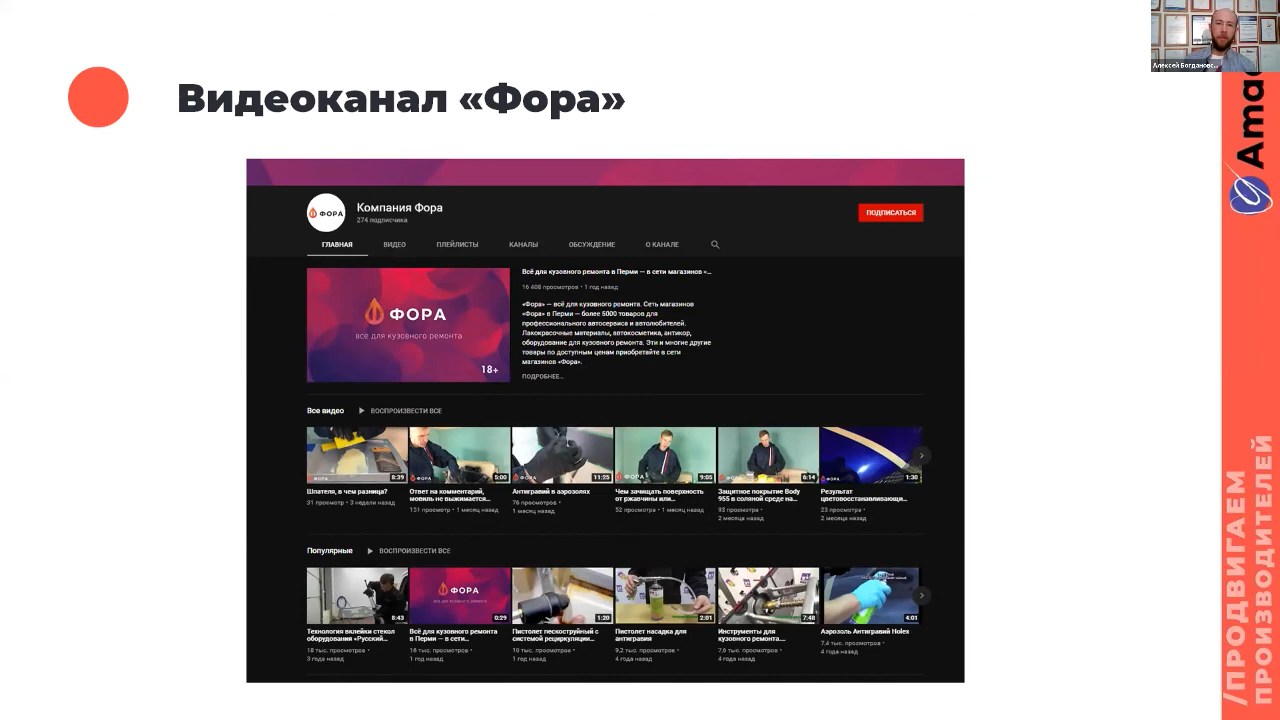 Алексей Богдановс...
Видеоканал «Фора»
Ama
/ПРОДВИГАЕМ
ПРОИЗВОДИТЕЛЕЙ
ФОРА
Компания Фора
274 подписчика
ПОДПИСАТЬСЯ
ГЛАВНАЯ ВИДЕО ПЛЕЙЛИСТЫ КАНАЛЫ ОБСУЖДЕНИЕ О КАНАЛЕ
ФОРА
всё для кузовного ремонта
18+
Всё для кузовного ремонта в Перми — в сети магазинов «...
16 408 просмотров • 1 год назад
«Фора» — всё для кузовного ремонта. Сеть магазинов
«Фора» в Перми — более 5000 товаров для
профессионального автосервиса и автолюбителей.
Лакокрасочные материалы, автокосметика, антикор,
оборудование для кузовного ремонта. Эти и многие другие
товары по доступным ценам приобретайте в сети
магазинов «Фора».
ПОДРОБНЕЕ...
Все видео ВОСПРОИЗВЕСТИ ВСЕ
8:39 5:00 11:25 9:05 6:14 1:30
Шпателя, в чем разница?
31 просмотр • 3 недели назад
Ответ на комментарий,
мовиль не выжимается...
151 просмотр • 1 месяц назад
Антигравий в аэрозолях
76 просмотров •
1 месяц назад
Чем зачищать поверхность
от ржавчины или...
52 просмотра • 1 месяц назад
Защитное покрытие Body
955 в соляной среде на...
93 просмотра •
2 месяца назад
Результат
цветовосстанавливающи...
23 просмотра •
2 месяца назад
Популярные ВОСПРОИЗВЕСТИ ВСЕ
ФОРА
8:43 0:29 1:20 2:01 7:48 4:01
Технология вклейки стекол
оборудования «Русский...
18 тыс. просмотров •
3 года назад
Всё для кузовного ремонта
в Перми — в сети...
16 тыс. просмотров •
1 год назад
Пистолет пескоструйный с
системой рециркуляции...
10 тыс. просмотров •
1 год назад
Пистолет насадка для
антигравия
9,2 тыс. просмотров •
4 года назад
Инструменты для
кузовного ремонта....
7,6 тыс. просмотров •
4 года назад
Аэрозоль Антигравий Holex
7,4 тыс. просмотров •
4 года назад